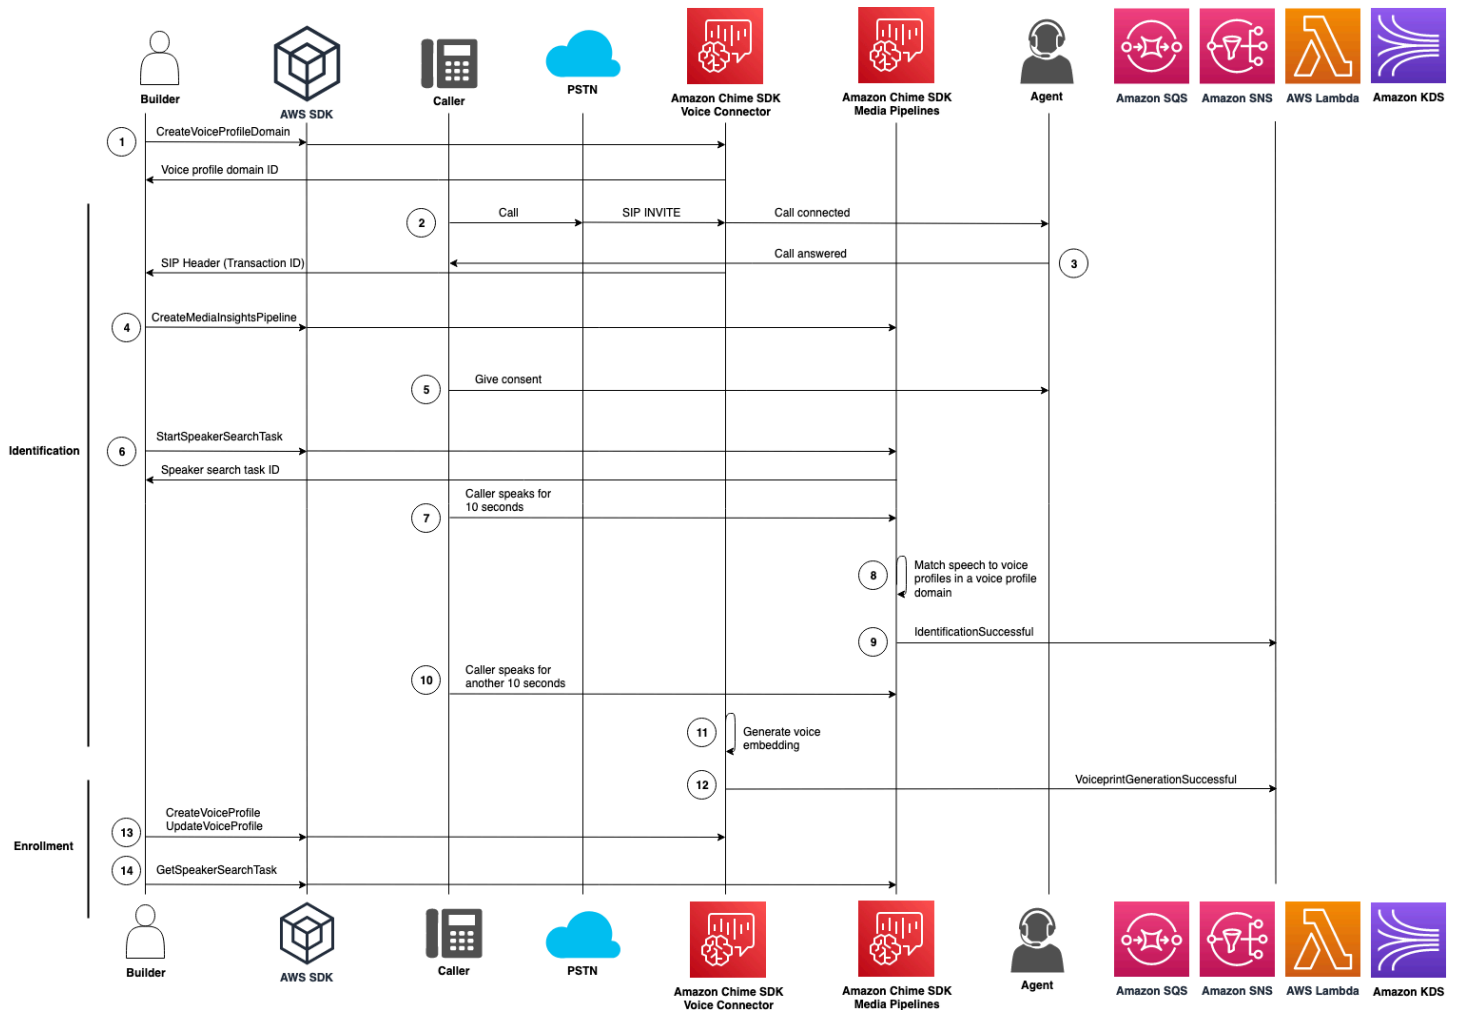 Builder
AWS SDK
Caller
PSTN
Amazon Chime SDK
Voice Connector
Amazon Chime SDK
Media Pipelines
Agent
Amazon SQS
Amazon SNS
AWS Lambda
Amazon KDS
1
CreateVoiceProfileDomain
Voice profile domain ID
2
Call
SIP INVITE
Call connected
Call answered
3
SIP Header (Transaction ID)
4
CreateMediaInsightsPipeline
5
Give consent
Identification
6
StartSpeakerSearchTask
Speaker search task ID
7
Caller speaks for
10 seconds
8
Match speech to voice
profiles in a voice profile
domain
9
IdentificationSuccessful
10
Caller speaks for
another 10 seconds
11
Generate voice
embedding
12
VoiceprintGenerationSuccessful
Enrollment
13
CreateVoiceProfile
UpdateVoiceProfile
14
GetSpeakerSearchTask
Builder
AWS SDK
Caller
PSTN
Amazon Chime SDK
Voice Connector
Amazon Chime SDK
Media Pipelines
Agent
Amazon SQS
Amazon SNS
AWS Lambda
Amazon KDS